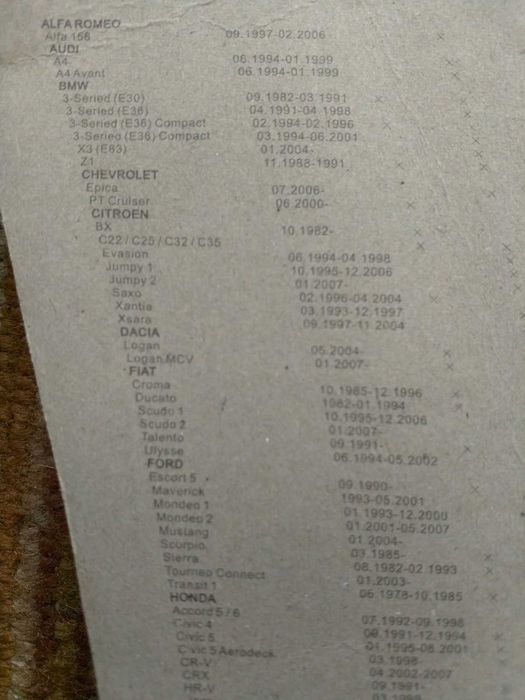 ALFA ROMEO
Alfa 156 09.1997-02.2006 x
AUDI
A4 06.1994-01.1999 x
A4 Avant 06.1994-01.1999 x
BMW
3-Seried (E30) 09.1982-03.1991 x
3-Seried (E36) 04.1991-04.1998 x
3-Seried (E36) Compact 02.1994-02.1996 x
3-Seried (E36) Compact 03.1994-06.2001 x
X3 (E83) 01.2004- x
Z1 11.1988-1991 x
CHEVROLET
Epica 07.2006- x
PT Cruiser 06.2000- x
CITROEN
BX 10.1982- x
C22 / C25 / C32 / C35 x
Evasion 06.1994-04.1998
Jumpy 1 10.1995-12.2006
Jumpy 2 01.2007-
Saxo 02.1996-04.2004 x
Xantia 03.1993-12.1997
Xsara 09.1997-11.2004
DACIA
Logan 05.2004- x
Logan MCV 01.2007- x
FIAT
Croma 10.1985-12.1996 x
Ducato 1982-01.1994 x
Scudo 1 10.1995-12.2006
Scudo 2 01.2007-
Talento 09.1991-
Ulysse 06.1994-05.2002
FORD
Escort 5 09.1990-
Maverick 1993-05.2001
Mondeo 1 01.1993-12.2000
Mondeo 2 01.2001-05.2007
Mustang 01.2004-
Scorpio 03.1985- x
Sierra 08.1982-02.1993 x
Tourneo Connect 01.2003-
Transit 1 06.1978-10.1985 x
HONDA
Accord 5 / 6 07.1992-09.1998 x
Civic 4 09.1991-12.1994 x
Civic 5 01.1995-08.2001 x
Civic 5 Aerodeck 03.1998- x
CR-V 04.2002-2007 x
CRX 09.1991- x
HR-V 03.1998